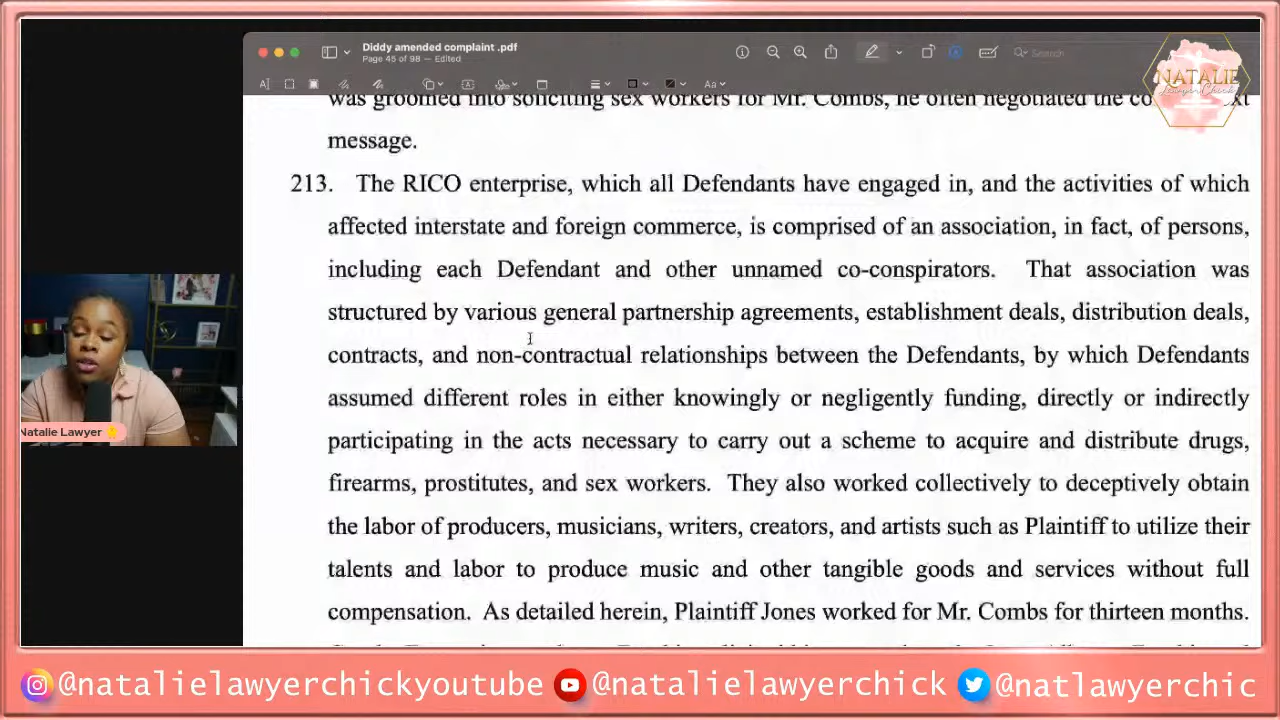 Diddy amended complaint .pdf
Page 45 of 98 — Edited
Search
NATALIE
Lawyer Chick
was groomed into soliciting sex workers for Mr. Combs, he often negotiated the
message.
213. The RICO enterprise, which all Defendants have engaged in, and the activities of which
affected interstate and foreign commerce, is comprised of an association, in fact, of persons,
including each Defendant and other unnamed co-conspirators. That association was
structured by various general partnership agreements, establishment deals, distribution deals,
contracts, and non-contractual relationships between the Defendants, by which Defendants
assumed different roles in either knowingly or negligently funding, directly or indirectly
participating in the acts necessary to carry out a scheme to acquire and distribute drugs,
firearms, prostitutes, and sex workers. They also worked collectively to deceptively obtain
the labor of producers, musicians, writers, creators, and artists such as Plaintiff to utilize their
talents and labor to produce music and other tangible goods and services without full
compensation. As detailed herein, Plaintiff Jones worked for Mr. Combs for thirteen months.
Natalie Lawyer
@natalielawyerchickyoutube @natalielawyerchick @natlawyerchic